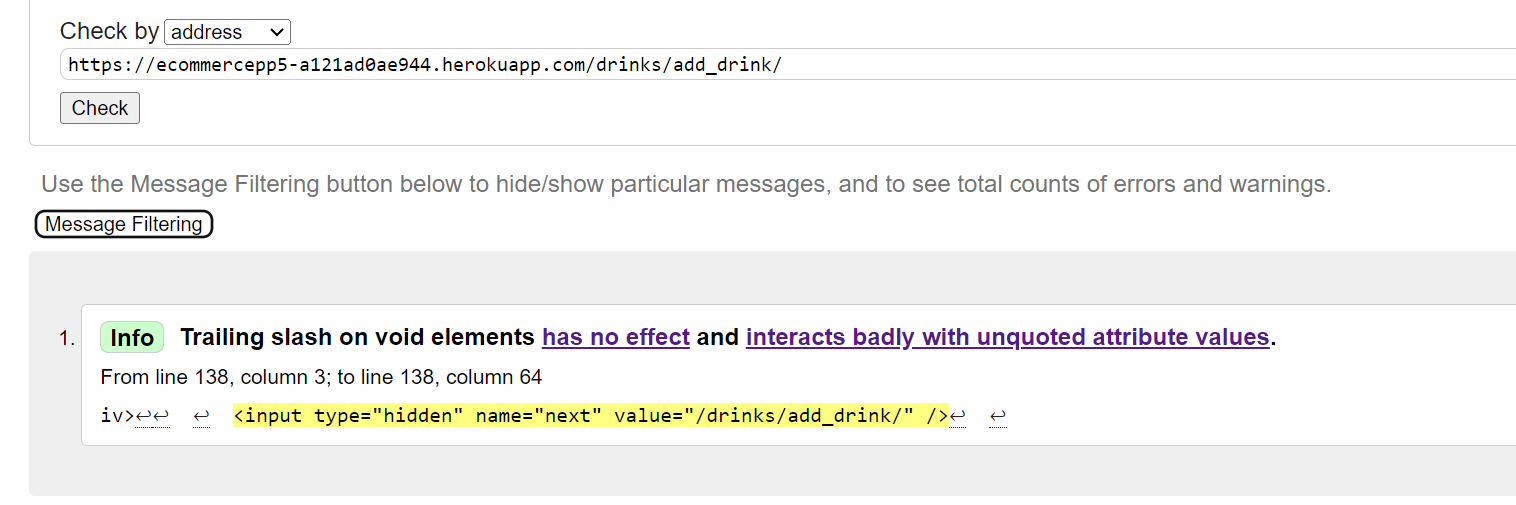 Check by address
https://ecommercepp5-a121ad0ae944.herokuapp.com/drinks/add_drink/
Check
Use the Message Filtering button below to hide/show particular messages, and to see total counts of errors and warnings.
Message Filtering
1. Info Trailing slash on void elements has no effect and interacts badly with unquoted attribute values.
From line 138, column 3; to line 138, column 64
iv>↩↩ ↩ <input type="hidden" name="next" value="/drinks/add_drink/" />↩ ↩